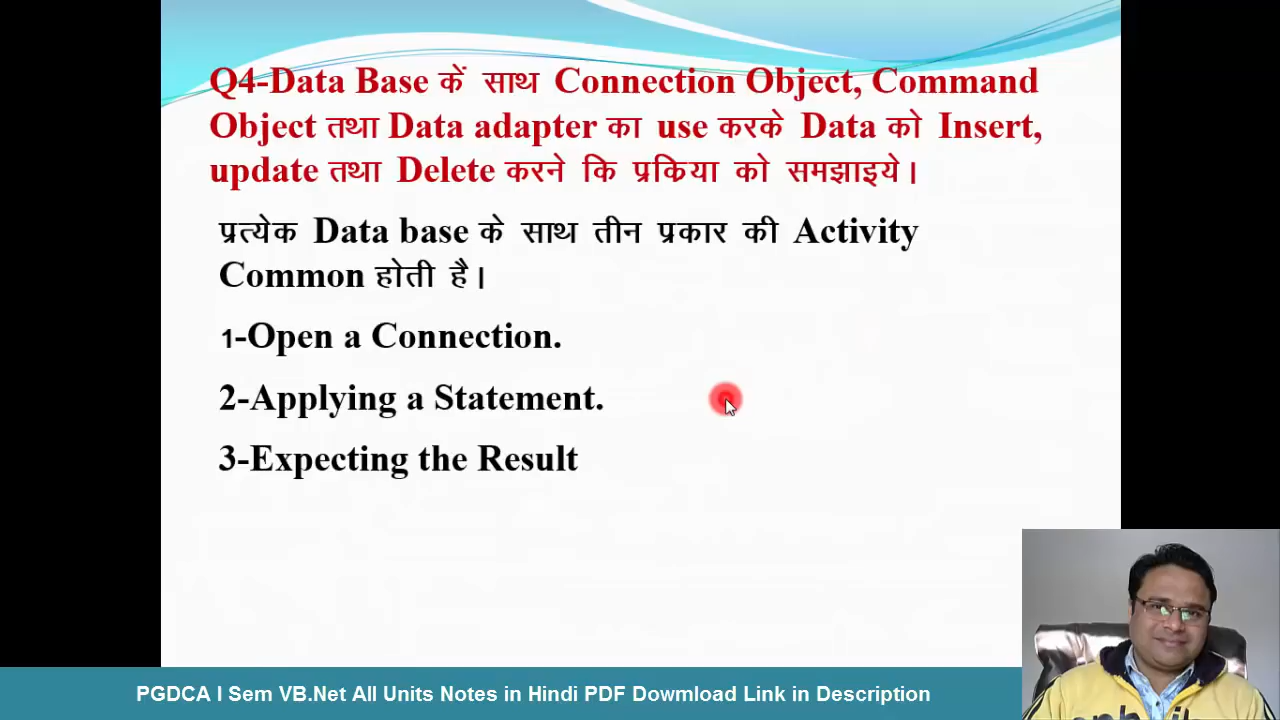 Q4-Data Base कें साथ Connection Object, Command
Object तथा Data adapter का use करके Data को Insert,
update तथा Delete करने कि प्रकिया को समझाइये।
प्रत्येक Data base के साथ तीन प्रकार की Activity
Common होती है।
1-Open a Connection.
2-Applying a Statement.
3-Expecting the Result
PGDCA I Sem VB.Net All Units Notes in Hindi PDF Dowmload Link in Description